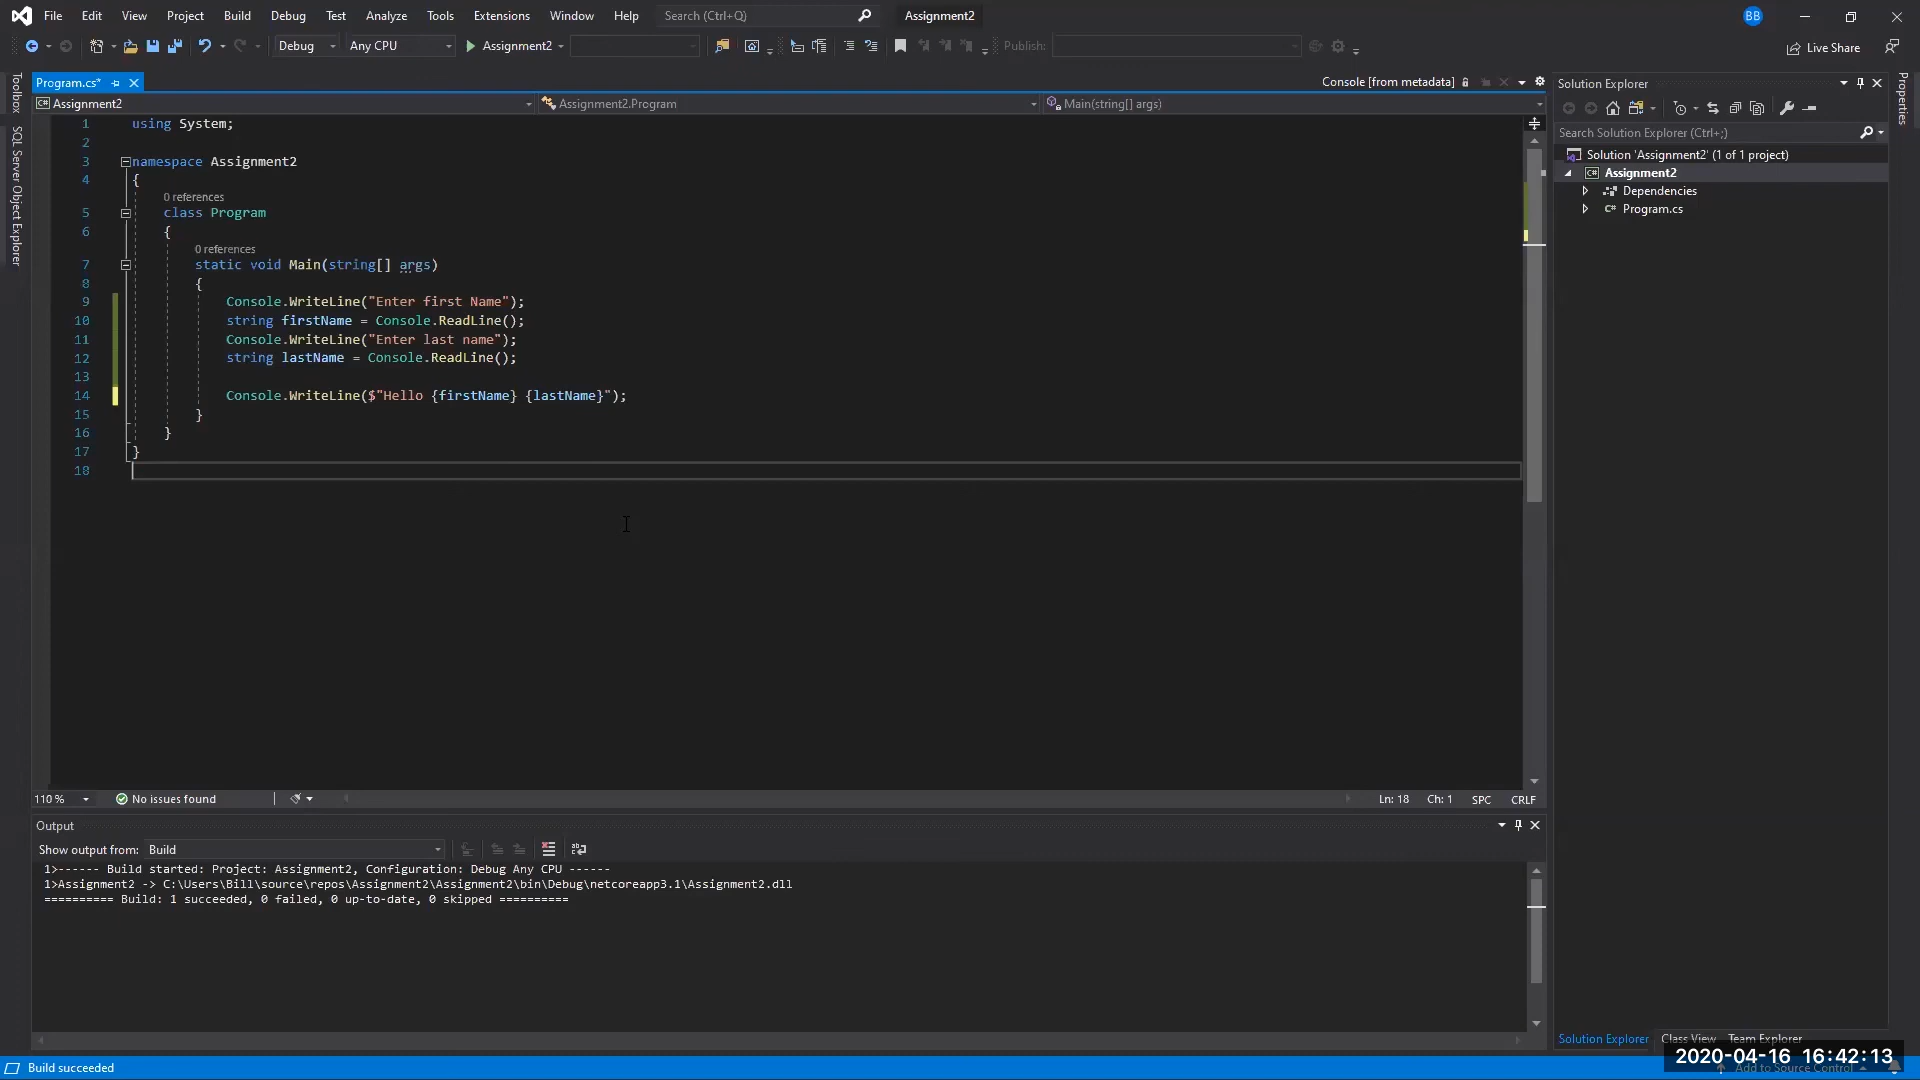 File Edit View Project Build Debug Test Analyze Tools Extensions Window Help Search (Ctrl+Q) Assignment2 BB
Debug Any CPU Assignment2 Publish: Live Share
Program.cs* Console [from metadata]
Assignment2 Assignment2.Program Main(string[] args)
Toolbox
SQL Server Object Explorer
1 using System;
2
3 namespace Assignment2
4 {
0 references
5 class Program
6 {
0 references
7 static void Main(string[] args)
8 {
9 Console.WriteLine("Enter first Name");
10 string firstName = Console.ReadLine();
11 Console.WriteLine("Enter last name");
12 string lastName = Console.ReadLine();
13
14 Console.WriteLine($"Hello {firstName} {lastName}");
15 }
16 }
17 }
18
110 % No issues found Ln: 18 Ch: 1 SPC CRLF
Output
Show output from: Build
1>------ Build started: Project: Assignment2, Configuration: Debug Any CPU ------
1>Assignment2 -> C:\Users\Bill\source\repos\Assignment2\Assignment2\bin\Debug\netcoreapp3.1\Assignment2.dll
========== Build: 1 succeeded, 0 failed, 0 up-to-date, 0 skipped ==========
Solution Explorer
Search Solution Explorer (Ctrl+;)
Solution 'Assignment2' (1 of 1 project)
C# Assignment2
Dependencies
C# Program.cs
Properties
Solution Explorer Class View Team Explorer
2020-04-16 16:42:13
Build succeeded Add to Source Control